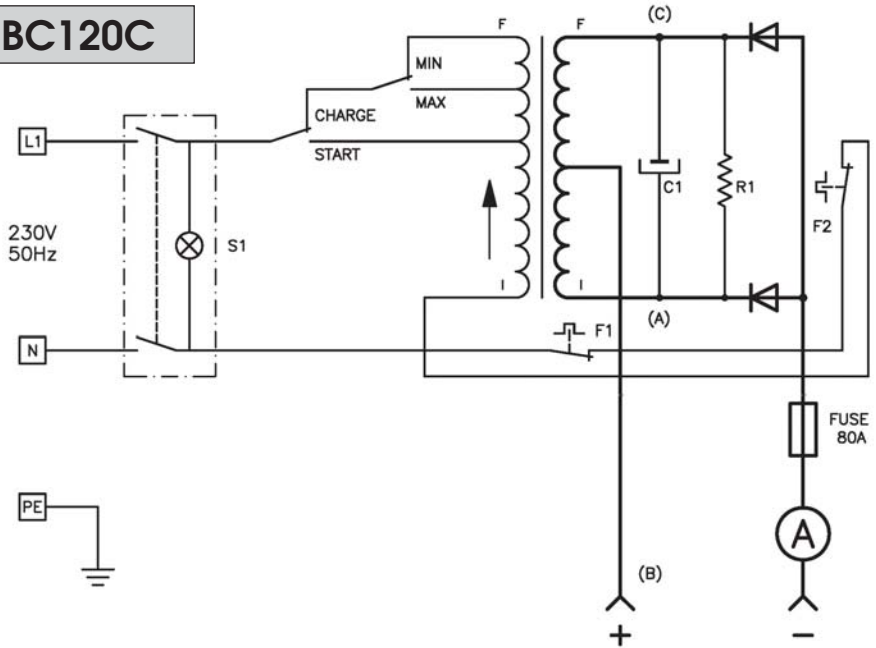 BC120C
F
F
(C)
MIN
MAX
CHARGE
START
L1
C1
R1
F2
230V
50Hz
S1
I
I
(A)
F1
N
FUSE
80A
PE
A
(B)
+
−